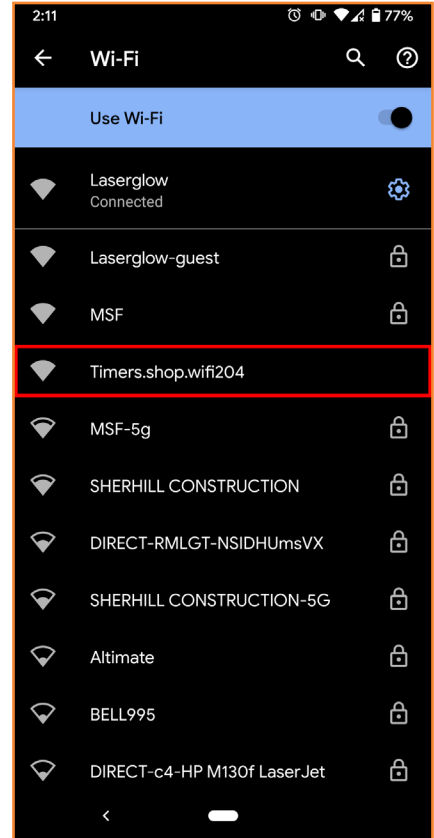 2:11
77%
Wi-Fi
Use Wi-Fi
Laserglow
Connected
Laserglow-guest
MSF
Timers.shop.wifi204
MSF-5g
SHERHILL CONSTRUCTION
DIRECT-RMLGT-NSIDHUmsVX
SHERHILL CONSTRUCTION-5G
Altimate
BELL995
DIRECT-c4-HP M130f LaserJet